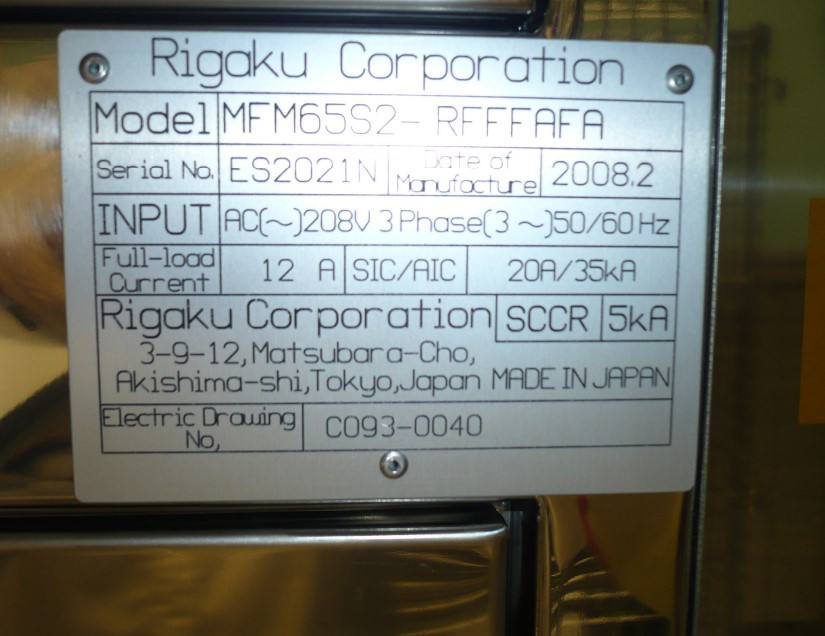 Rigaku Corporation
Model MFM65S2-RFFFAFA
Serial No. ES2021N Date of Manufacture 2008.2
INPUT AC(~)208V 3 Phase(3 ~)50/60 Hz
Full-load Current 12 A SIC/AIC 20A/35kA
Rigaku Corporation SCCR 5kA
3-9-12, Matsubara-Cho,
Akishima-shi, Tokyo, Japan MADE IN JAPAN
Electric Drawing No, C093-0040